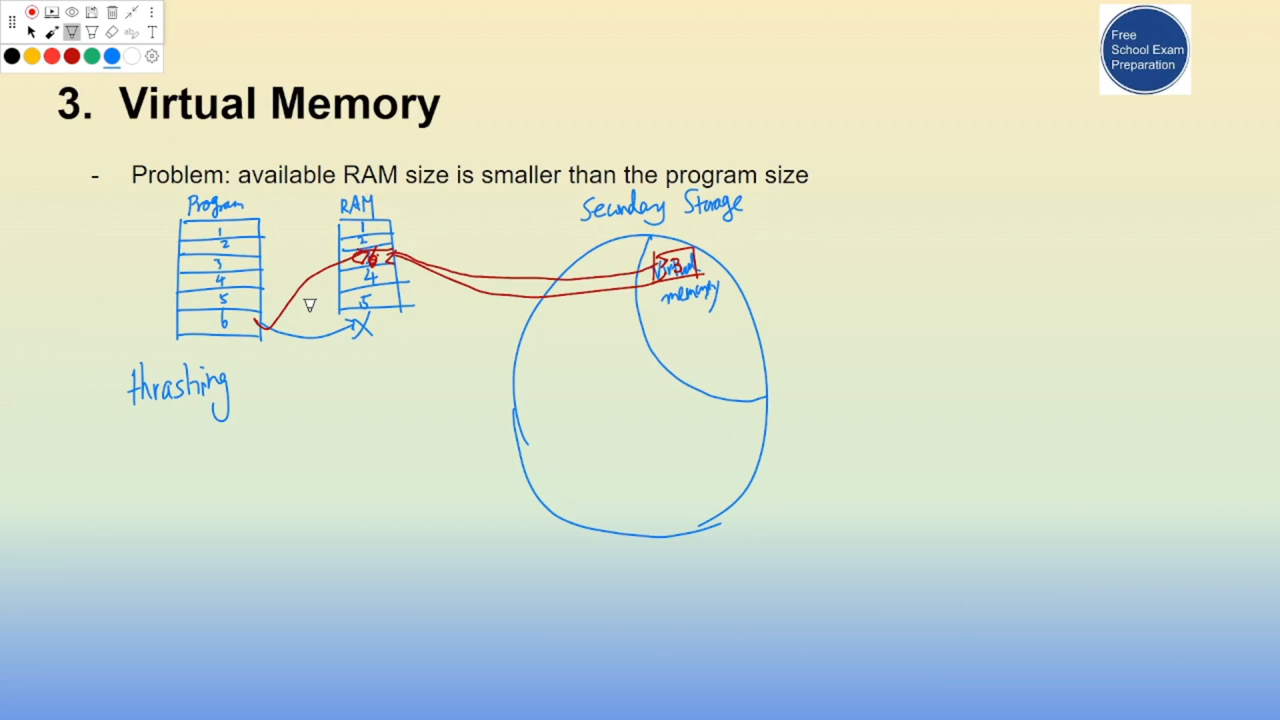 Free
School Exam
Preparation
3. Virtual Memory
- Problem: available RAM size is smaller than the program size
Program
RAM
Secondary Storage
1
2
3
4
5
6
1
2
4
5
memory
thrashing